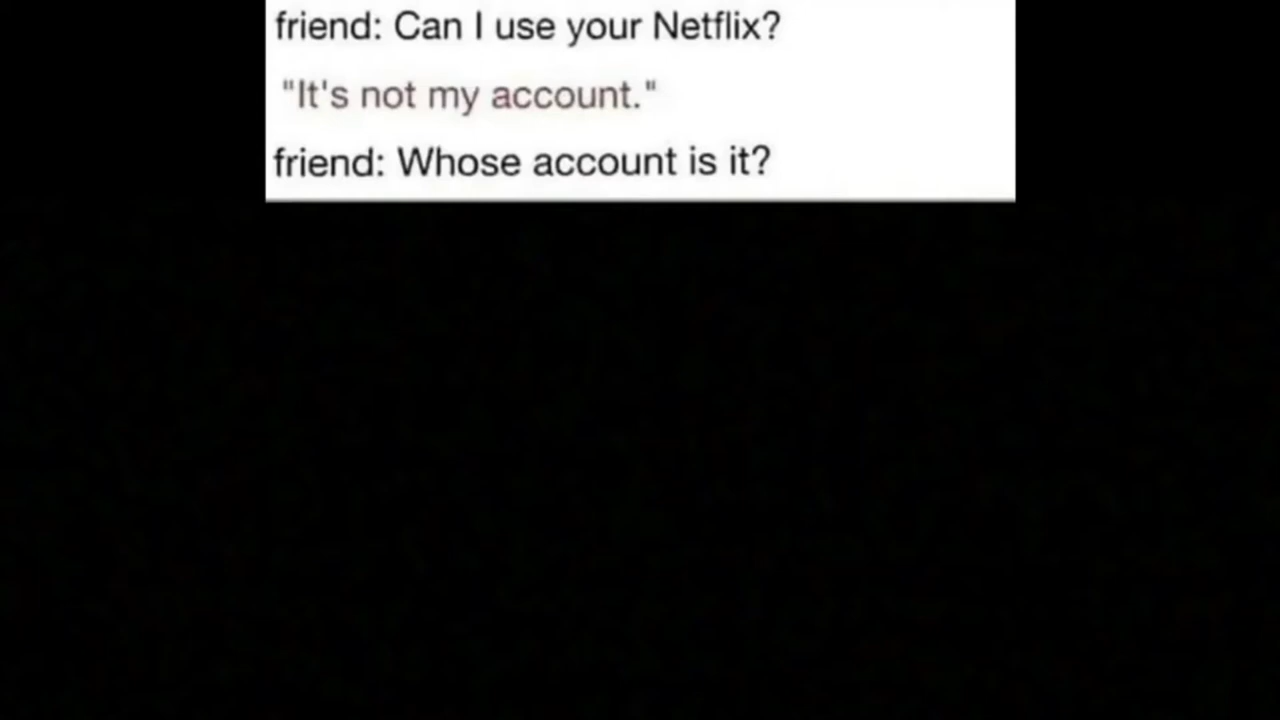 friend: Can I use your Netflix?
"It's not my account."
friend: Whose account is it?